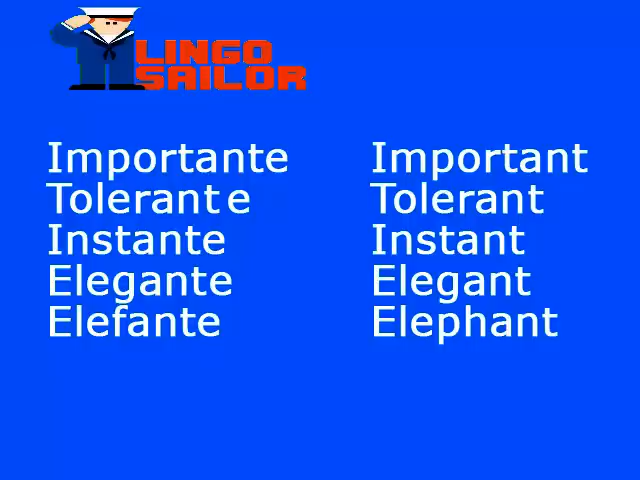 LINGO
SAILOR
Importante Important
Tolerante Tolerant
Instante Instant
Elegante Elegant
Elefante Elephant